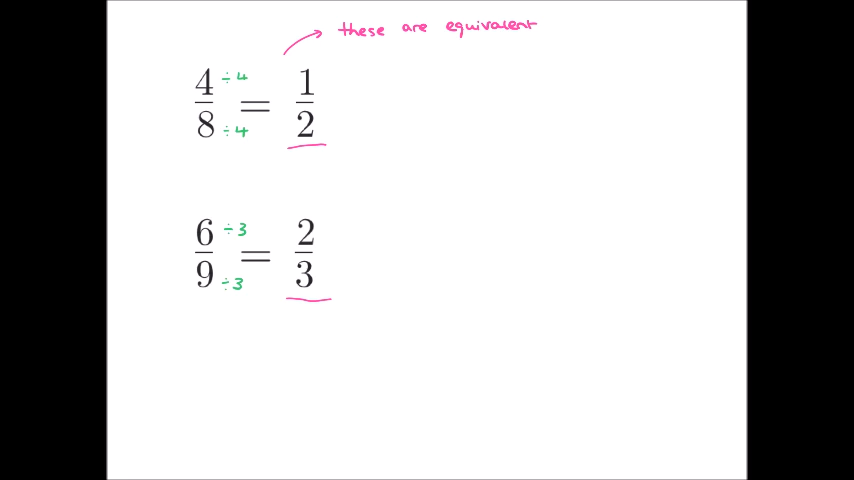 these are equivalent
4/8 ÷4 ÷4 = 1/2
6/9 ÷3 ÷3 = 2/3